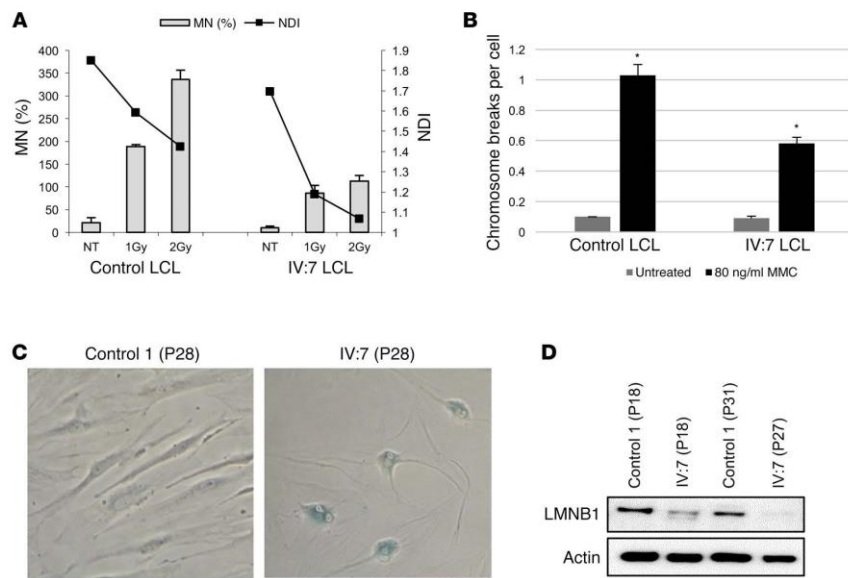 A
MN (%)
NDI
400
350
300
250
200
150
100
50
0
MN (%)
1.9
1.8
1.7
1.6
1.5
1.4
1.3
1.2
1.1
1
NDI
NT 1Gy 2Gy NT 1Gy 2Gy
Control LCL IV:7 LCL
B
1.2
1
0.8
0.6
0.4
0.2
0
Chromosome breaks per cell
* *
Control LCL IV:7 LCL
Untreated 80 ng/ml MMC
C
Control 1 (P28) IV:7 (P28)
D
Control 1 (P18)
IV:7 (P18)
Control 1 (P31)
IV:7 (P27)
LMNB1
Actin